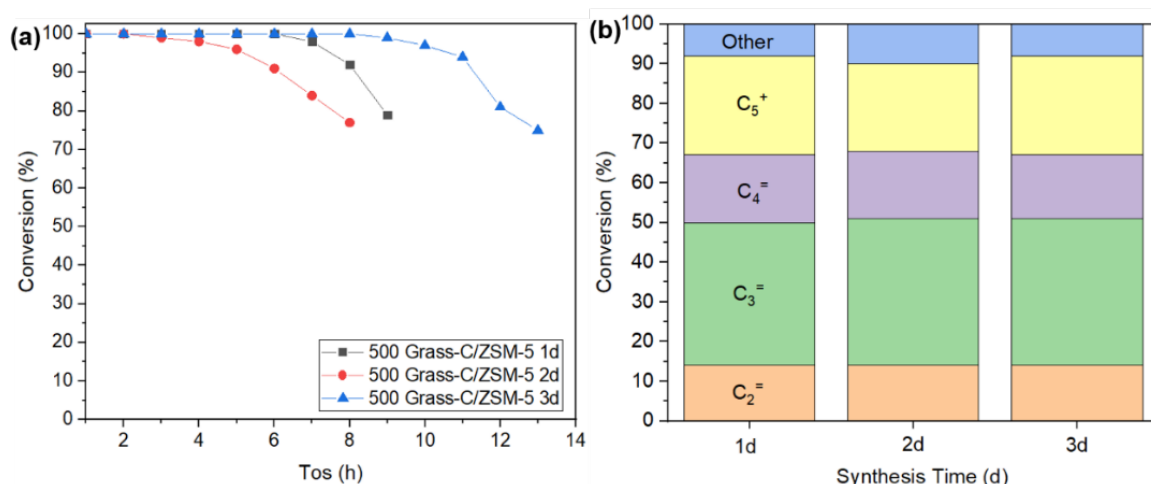 (a)
Conversion (%)
100
90
80
70
60
50
40
30
20
10
0
500 Grass-C/ZSM-5 1d
500 Grass-C/ZSM-5 2d
500 Grass-C/ZSM-5 3d
2 4 6 8 10 12 14
Tos (h)
(b)
Conversion (%)
100
90
80
70
60
50
40
30
20
10
0
Other
C₅⁺
C₄⁼
C₃⁼
C₂⁼
1d 2d 3d
Synthesis Time (d)